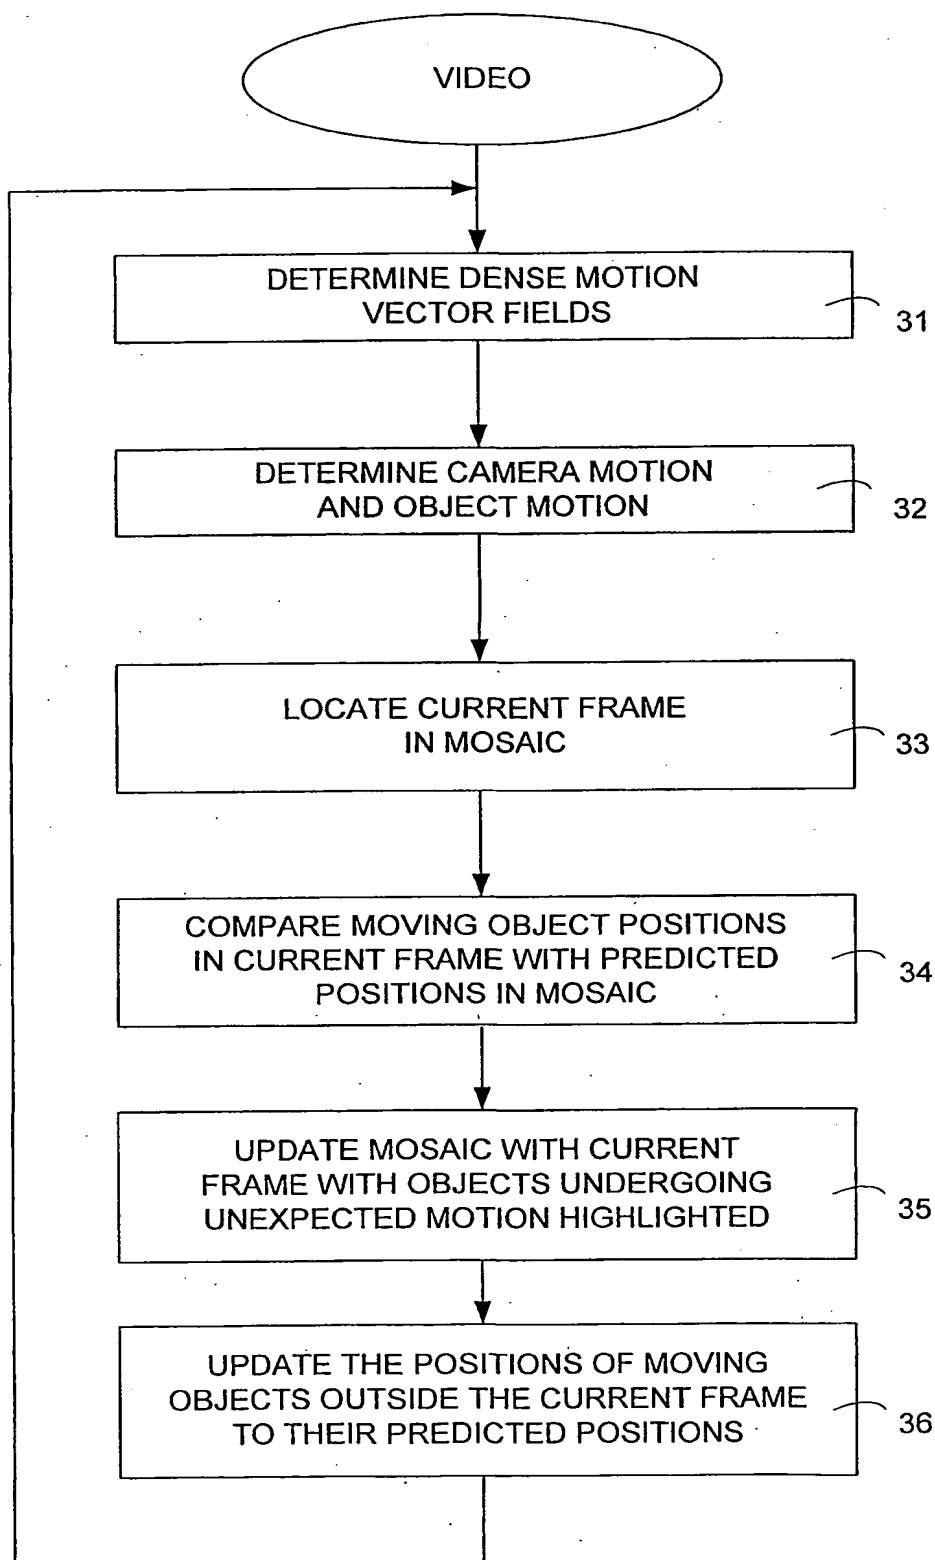 VIDEO
DETERMINE DENSE MOTION
VECTOR FIELDS
31
DETERMINE CAMERA MOTION
AND OBJECT MOTION
32
LOCATE CURRENT FRAME
IN MOSAIC
33
COMPARE MOVING OBJECT POSITIONS
IN CURRENT FRAME WITH PREDICTED
POSITIONS IN MOSAIC
34
UPDATE MOSAIC WITH CURRENT
FRAME WITH OBJECTS UNDERGOING
UNEXPECTED MOTION HIGHLIGHTED
35
UPDATE THE POSITIONS OF MOVING
OBJECTS OUTSIDE THE CURRENT FRAME
TO THEIR PREDICTED POSITIONS
36